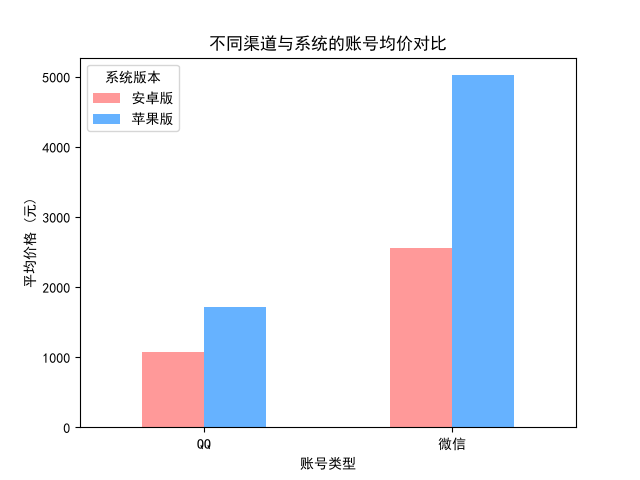 不同渠道与系统的账号均价对比
系统版本
安卓版
苹果版
平均价格（元）
5000
4000
3000
2000
1000
0
QQ
微信
账号类型